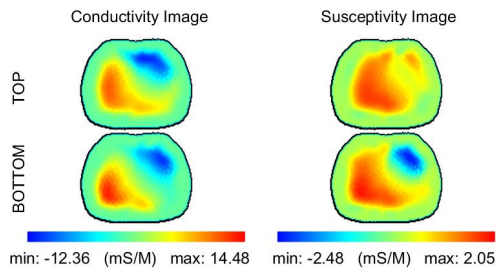 Conductivity Image
Susceptivity Image
TOP
BOTTOM
min: -12.36 (mS/M) max: 14.48
min: -2.48 (mS/M) max: 2.05